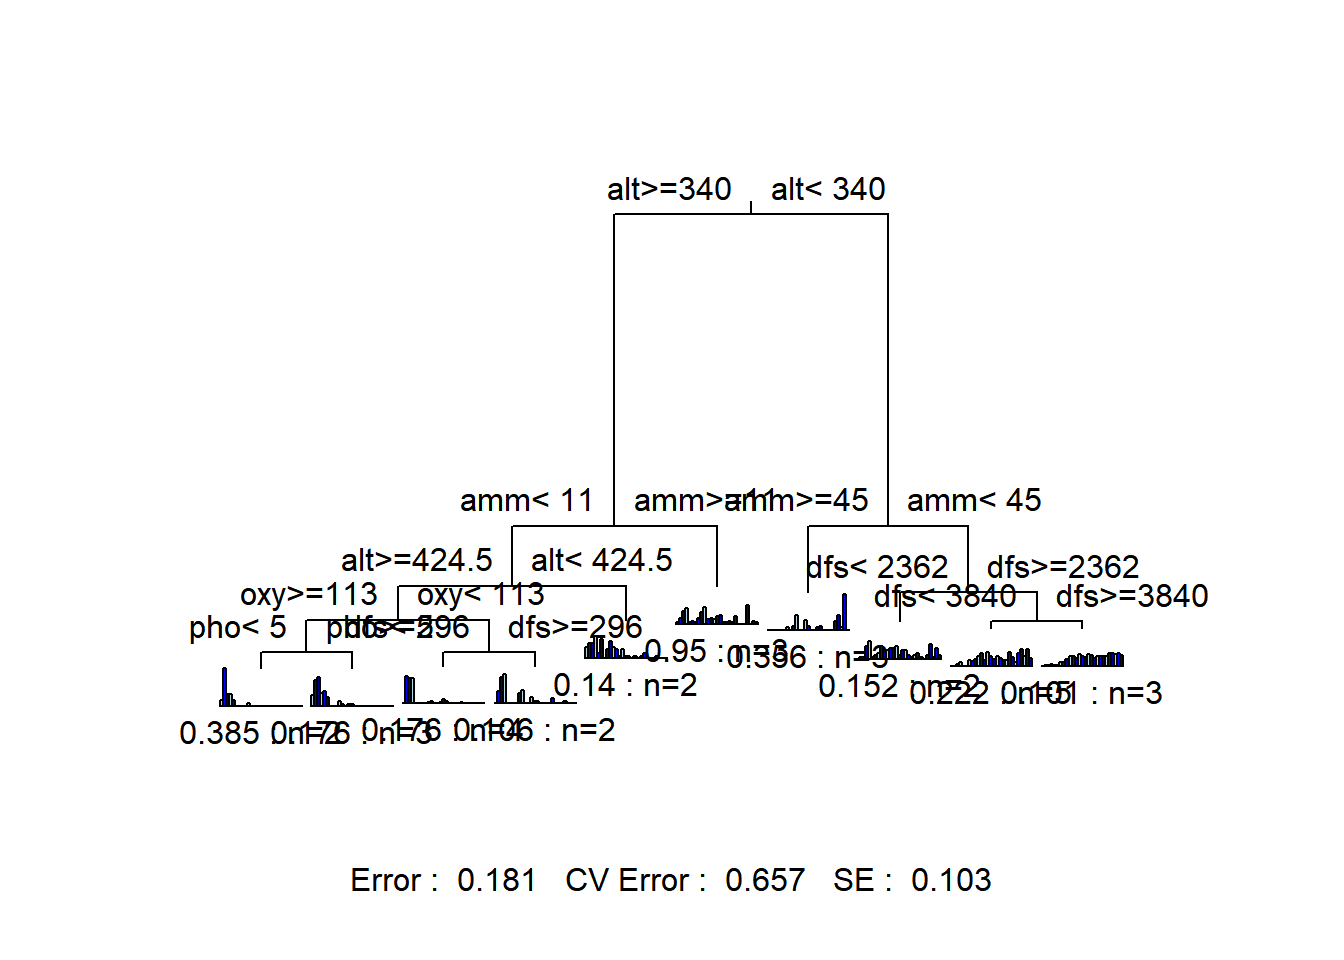 alt>=340 alt< 340
amm< 11 amm>=11 amm>=45 amm< 45
alt>=424.5 alt< 424.5 dfs< 2362 dfs>=2362
oxy>=113 oxy< 113 dfs< 3840 dfs>=3840
pho< 5 pho>=5 dfs< 296 dfs>=296
0.95 : n=3 0.356 : n=3
0.14 : n=2 0.152 : n=2 0.222 : n=5 0.101 : n=3
0.385 : n=2 0.176 : n=3 0.176 : n=4 0.106 : n=2
Error : 0.181 CV Error : 0.657 SE : 0.103